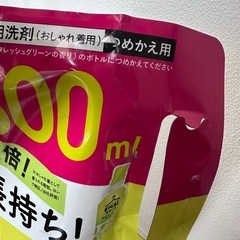 用洗剤(おしゃれ着用)つめかえ用
レッシュグリーンの香り)のボトルにつめかえてください
00 ml
倍!
長持ち!